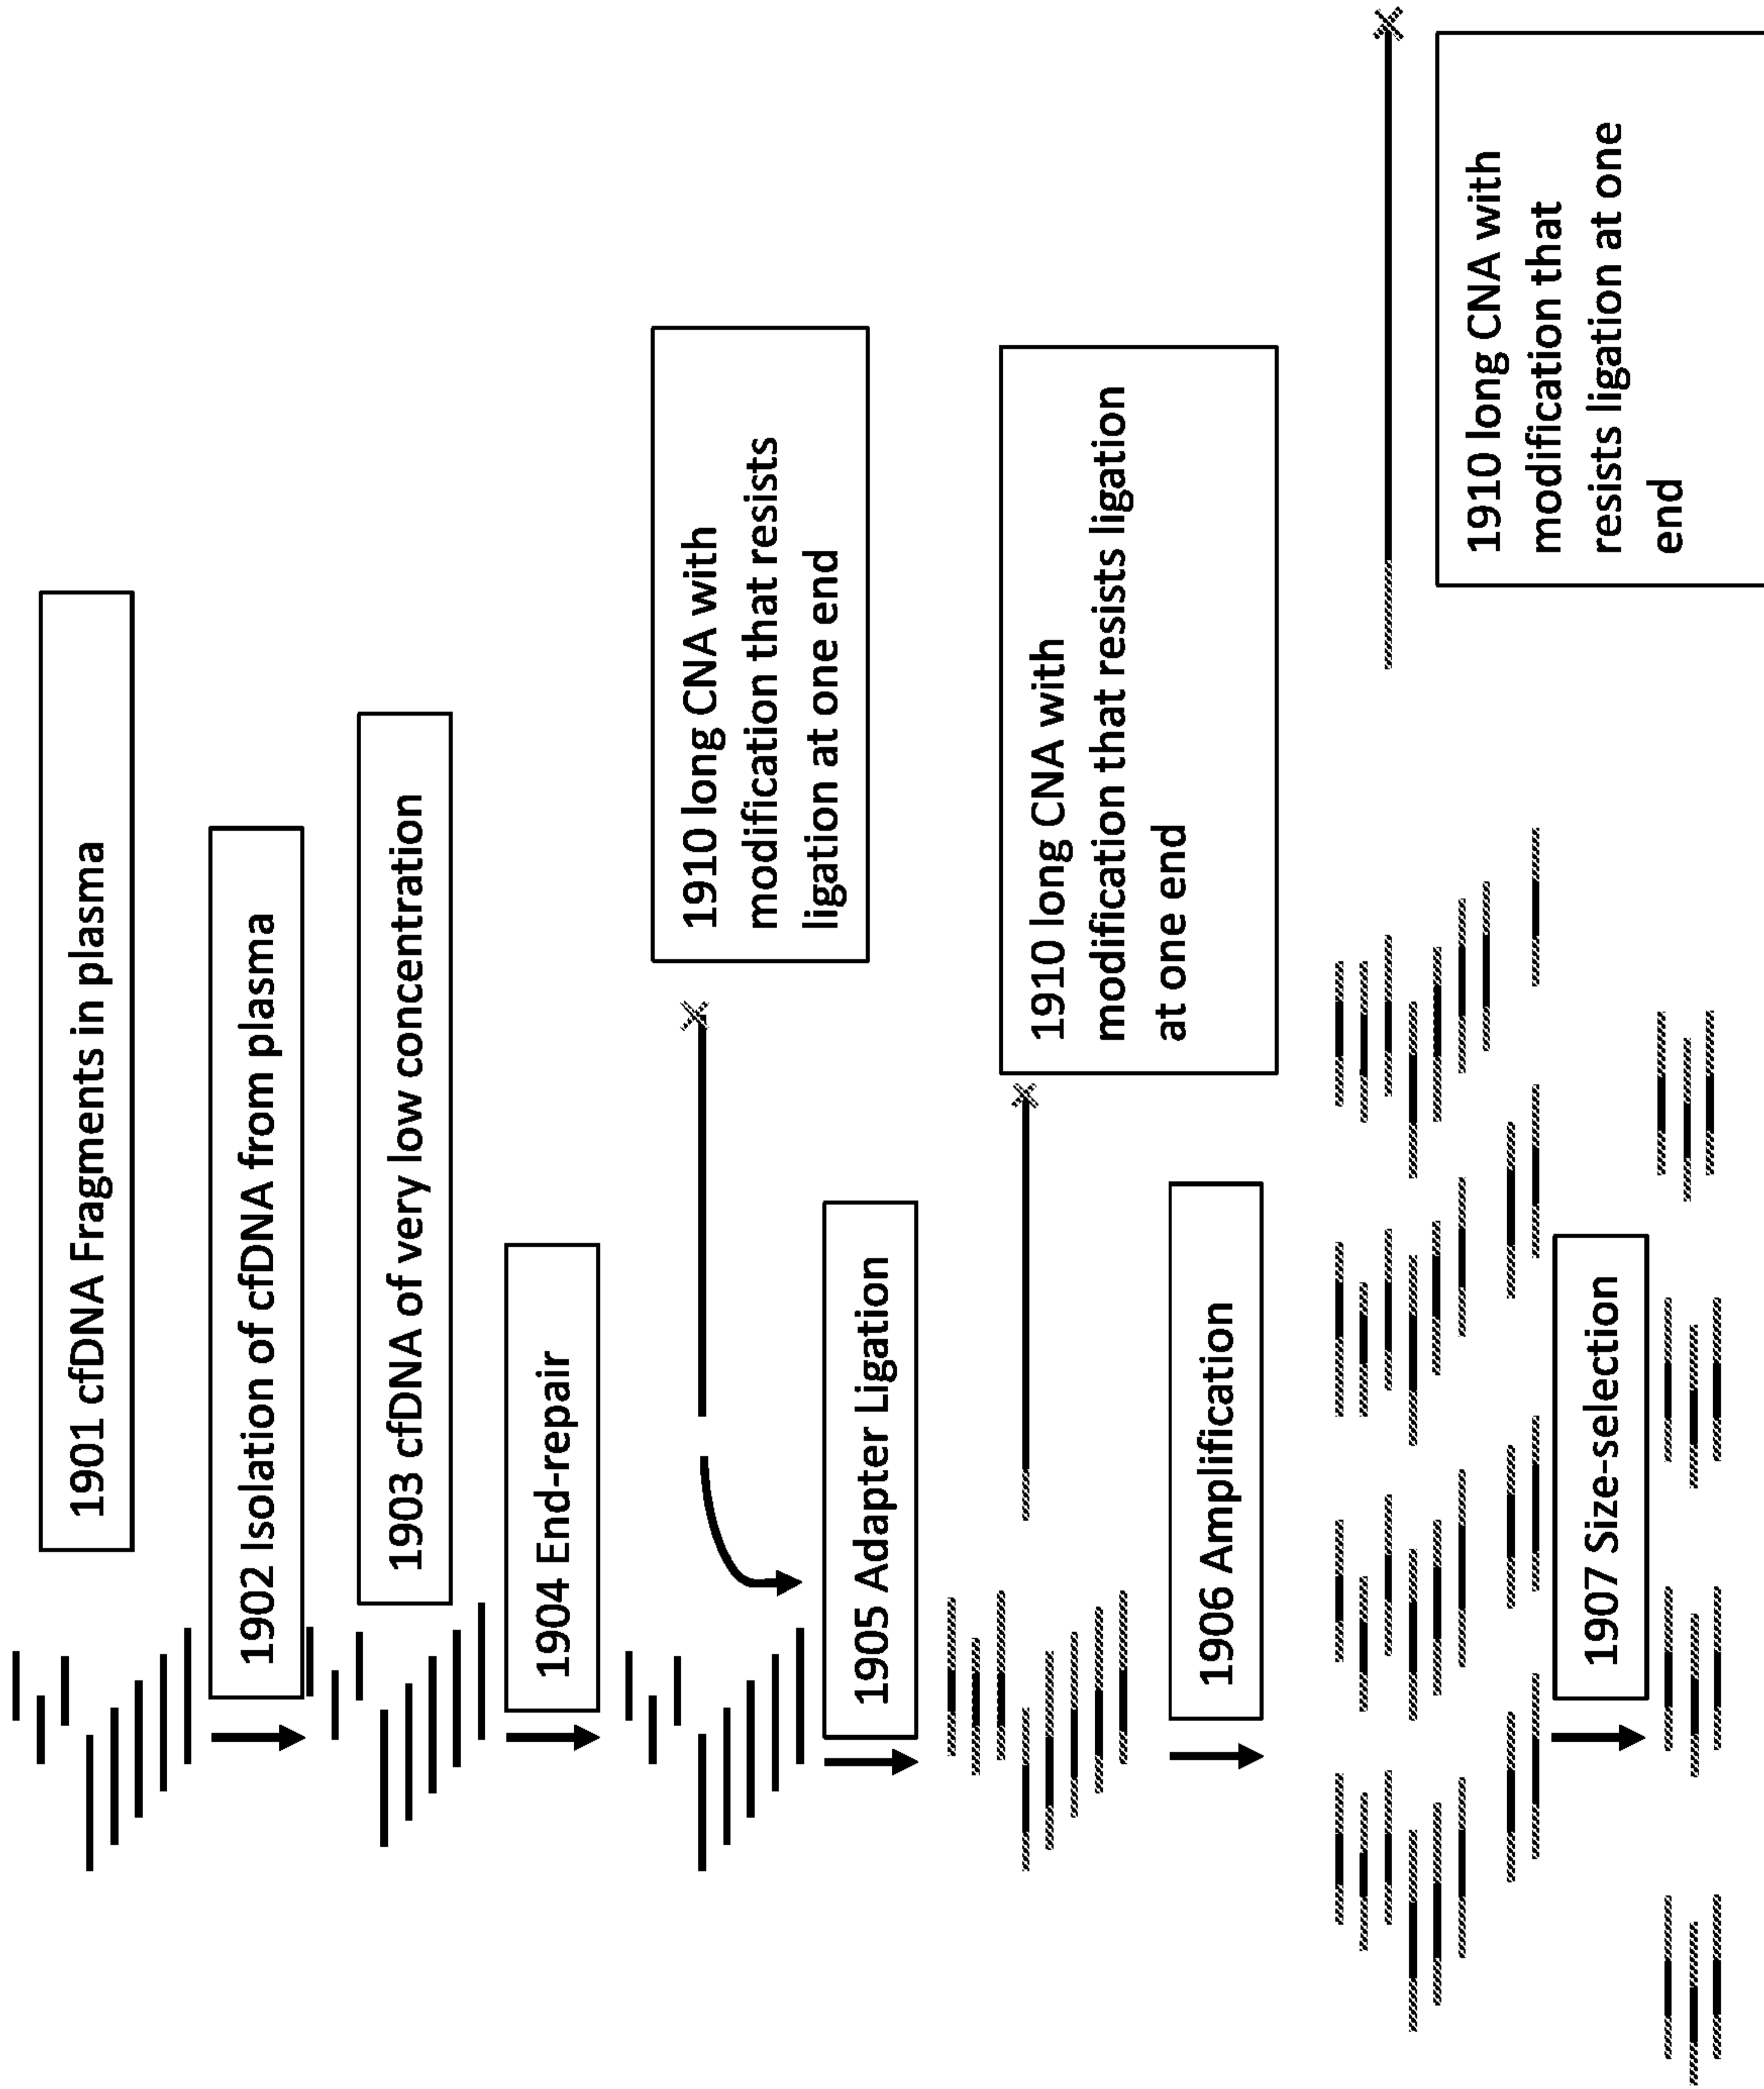 1901 cfDNA Fragments in plasma
1902 Isolation of cfDNA from plasma
1903 cfDNA of very low concentration
1904 End-repair
1910 long CNA with
modification that resists
ligation at one end
1905 Adapter Ligation
1910 long CNA with
modification that resists ligation
at one end
1906 Amplification
1910 long CNA with
modification that
resists ligation at one
end
1907 Size-selection